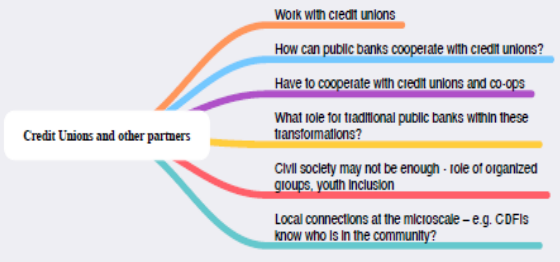 Work with credit unions
How can public banks cooperate with credit unions?
Have to cooperate with credit unions and co-ops
What role for traditional public banks within these
transformations?
Credit Unions and other partners
Civil society may not be enough - role of organized
groups, youth inclusion
Local connections at the microscale – e.g. CDFIs
know who is in the community?